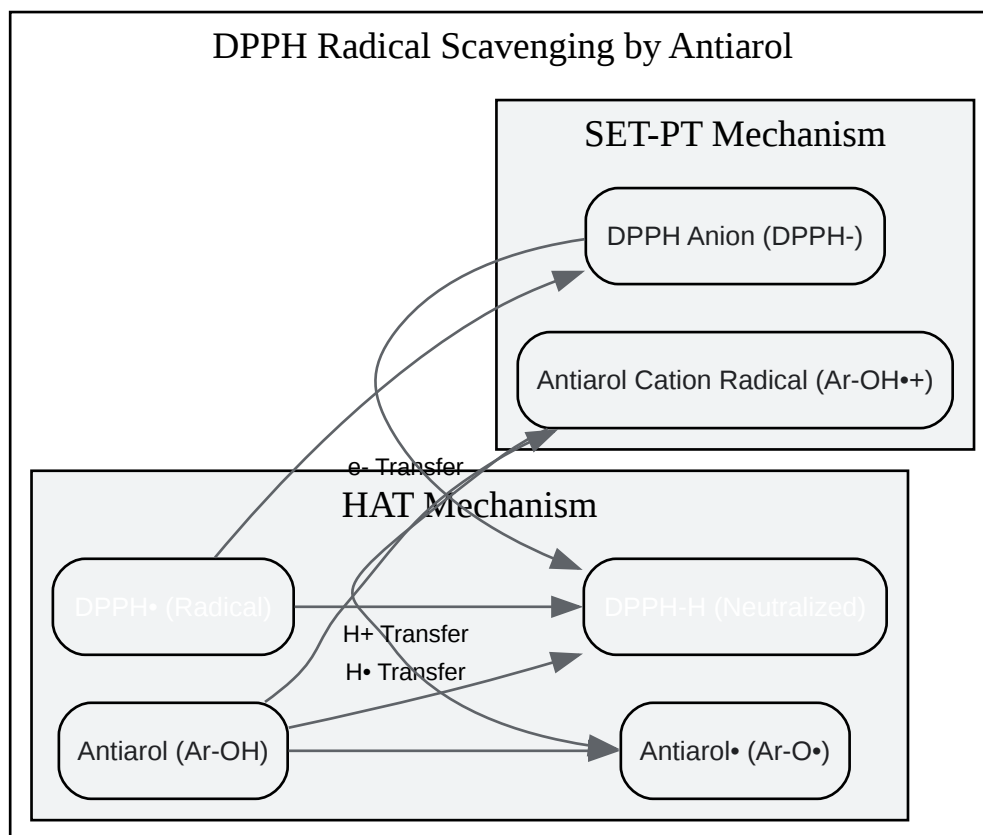 DPPH Radical Scavenging by Antiarol
SET-PT Mechanism
DPPH Anion (DPPH-)
Antiarol Cation Radical (Ar-OH•+)
e- Transfer
HAT Mechanism
DPPH• (Radical)
DPPH-H (Neutralized)
H+ Transfer
H• Transfer
Antiarol (Ar-OH)
Antiarol• (Ar-O•)